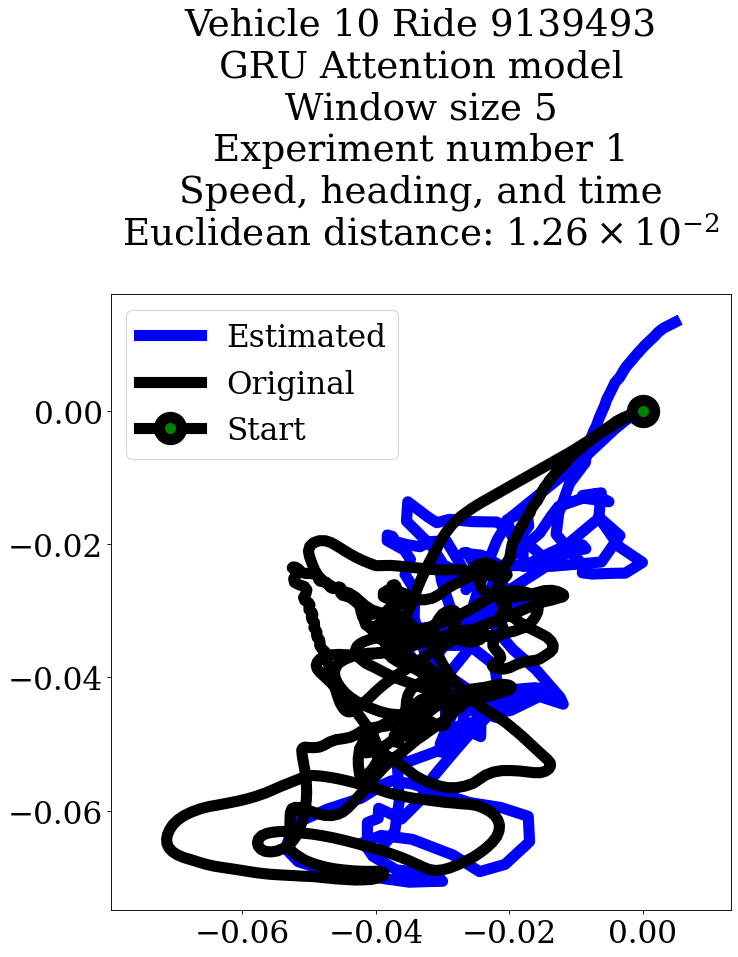 Vehicle 10 Ride 9139493
GRU Attention model
Window size 5
Experiment number 1
Speed, heading, and time
Euclidean distance: 1.26 × 10⁻²
Estimated
Original
Start
0.00
−0.02
−0.04
−0.06
−0.06 −0.04 −0.02 0.00